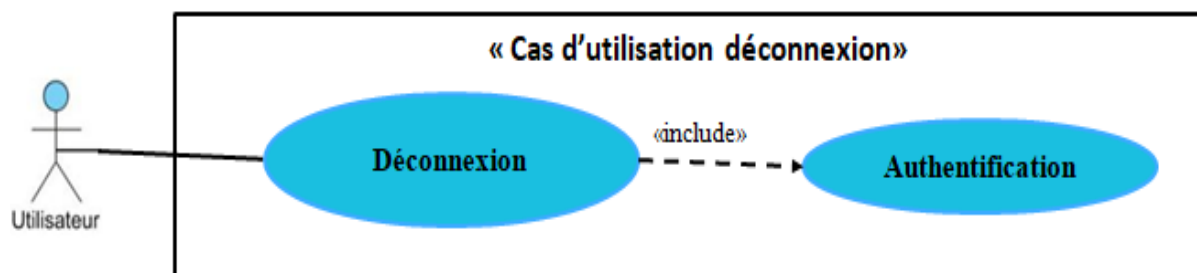 « Cas d’utilisation déconnexion»
«include»
Déconnexion
Authentification
Utilisateur